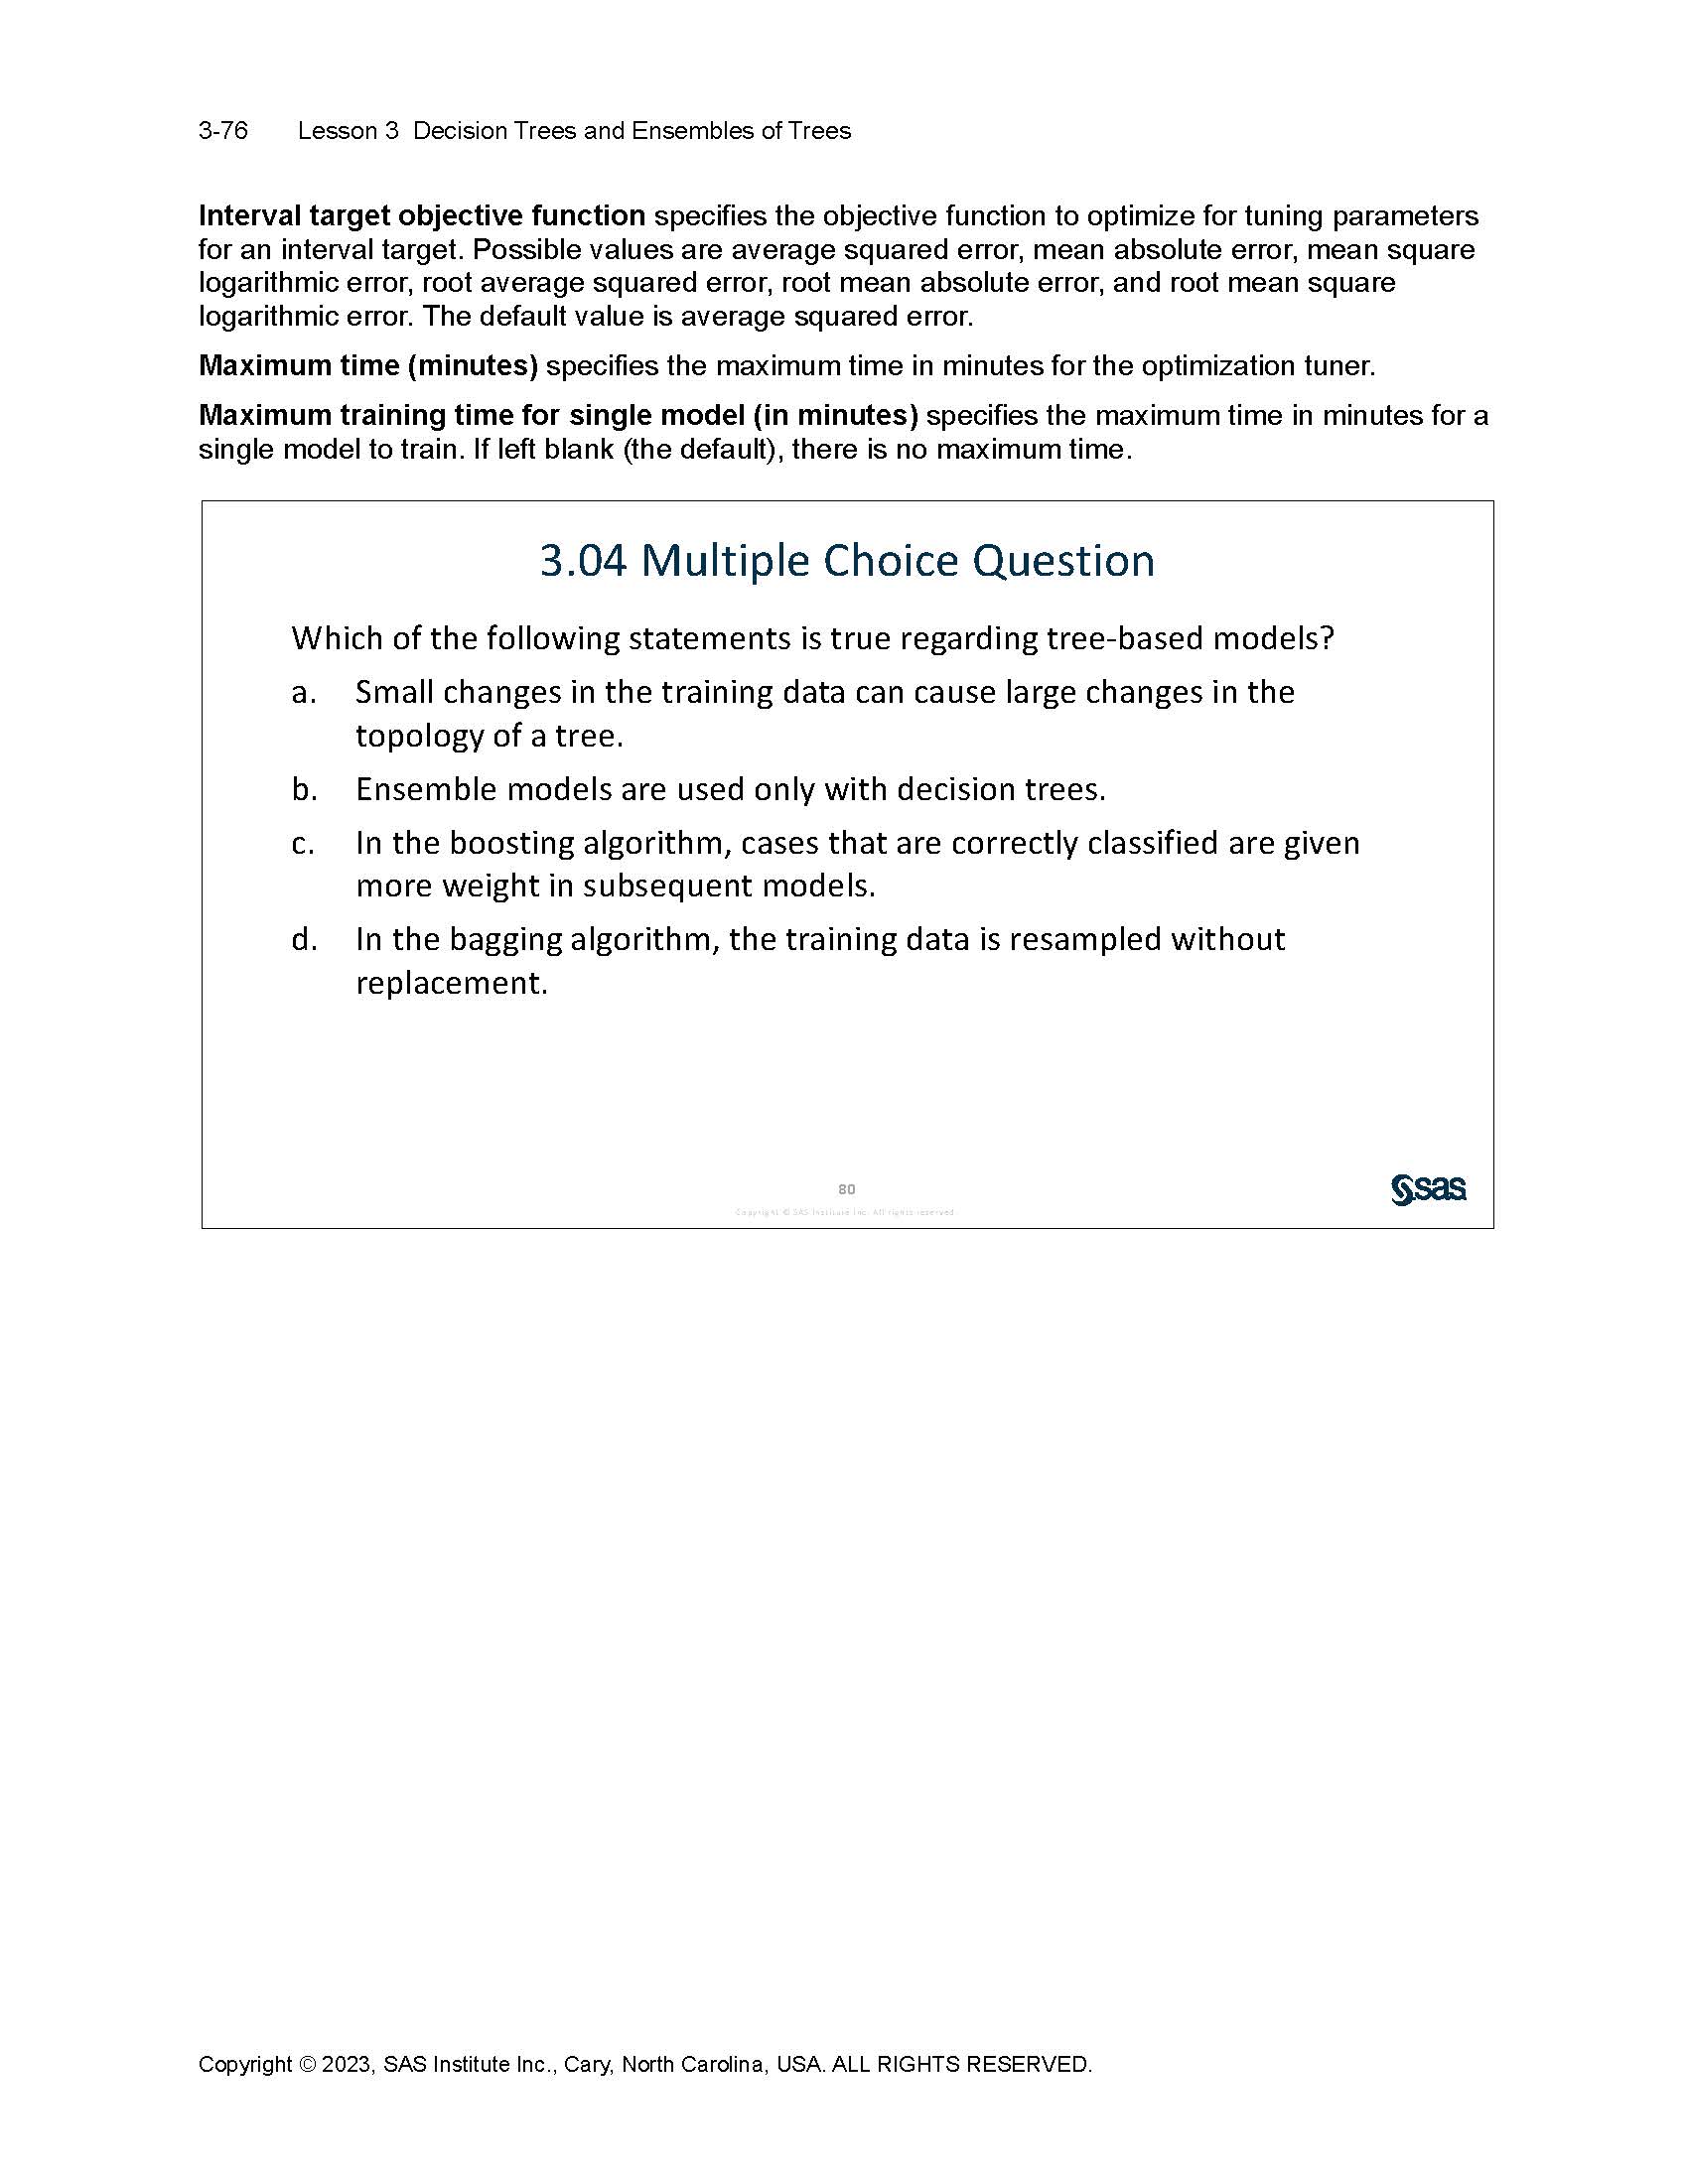 3-76 Lesson 3 Decision Trees and Ensembles of Trees
Interval target objective function specifies the objective function to optimize for tuning parameters
for an interval target. Possible values are average squared error, mean absolute error, mean square
logarithmic error, root average squared error, root mean absolute error, and root mean square
logarithmic error. The default value is average squared error.
Maximum time (minutes) specifies the maximum time in minutes for the optimization tuner.
Maximum training time for single model (in minutes) specifies the maximum time in minutes for a
single model to train. If left blank (the default), there is no maximum time.
3.04 Multiple Choice Question
Which of the following statements is true regarding tree-based models?
a. Small changes in the training data can cause large changes in the
topology of a tree.
b. Ensemble models are used only with decision trees.
c. In the boosting algorithm, cases that are correctly classified are given
more weight in subsequent models.
d. In the bagging algorithm, the training data is resampled without
replacement.
80
Copyright © SAS Institute Inc. All rights reserved.
sas
Copyright © 2023, SAS Institute Inc., Cary, North Carolina, USA. ALL RIGHTS RESERVED.